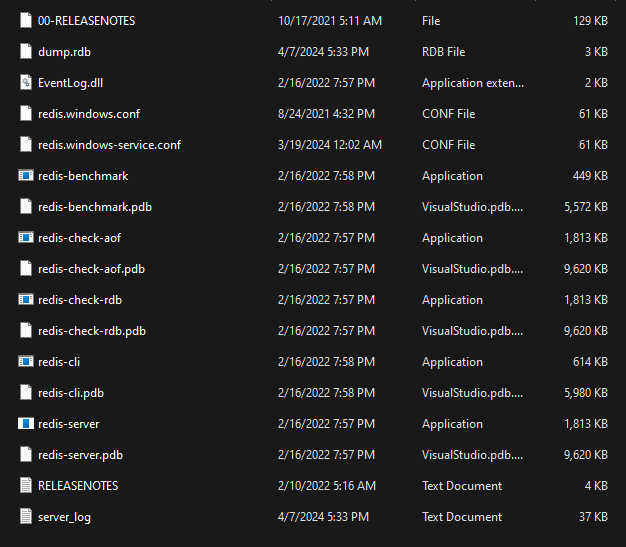 00-RELEASENOTES 10/17/2021 5:11 AM File 129 KB
dump.rdb 4/7/2024 5:33 PM RDB File 3 KB
EventLog.dll 2/16/2022 7:57 PM Application exten... 2 KB
redis.windows.conf 8/24/2021 4:32 PM CONF File 61 KB
redis.windows-service.conf 3/19/2024 12:02 AM CONF File 61 KB
redis-benchmark 2/16/2022 7:58 PM Application 449 KB
redis-benchmark.pdb 2/16/2022 7:58 PM VisualStudio.pdb.... 5,572 KB
redis-check-aof 2/16/2022 7:57 PM Application 1,813 KB
redis-check-aof.pdb 2/16/2022 7:57 PM VisualStudio.pdb.... 9,620 KB
redis-check-rdb 2/16/2022 7:57 PM Application 1,813 KB
redis-check-rdb.pdb 2/16/2022 7:57 PM VisualStudio.pdb.... 9,620 KB
redis-cli 2/16/2022 7:58 PM Application 614 KB
redis-cli.pdb 2/16/2022 7:58 PM VisualStudio.pdb.... 5,980 KB
redis-server 2/16/2022 7:57 PM Application 1,813 KB
redis-server.pdb 2/16/2022 7:57 PM VisualStudio.pdb.... 9,620 KB
RELEASENOTES 2/10/2022 5:16 AM Text Document 4 KB
server_log 4/7/2024 5:33 PM Text Document 37 KB